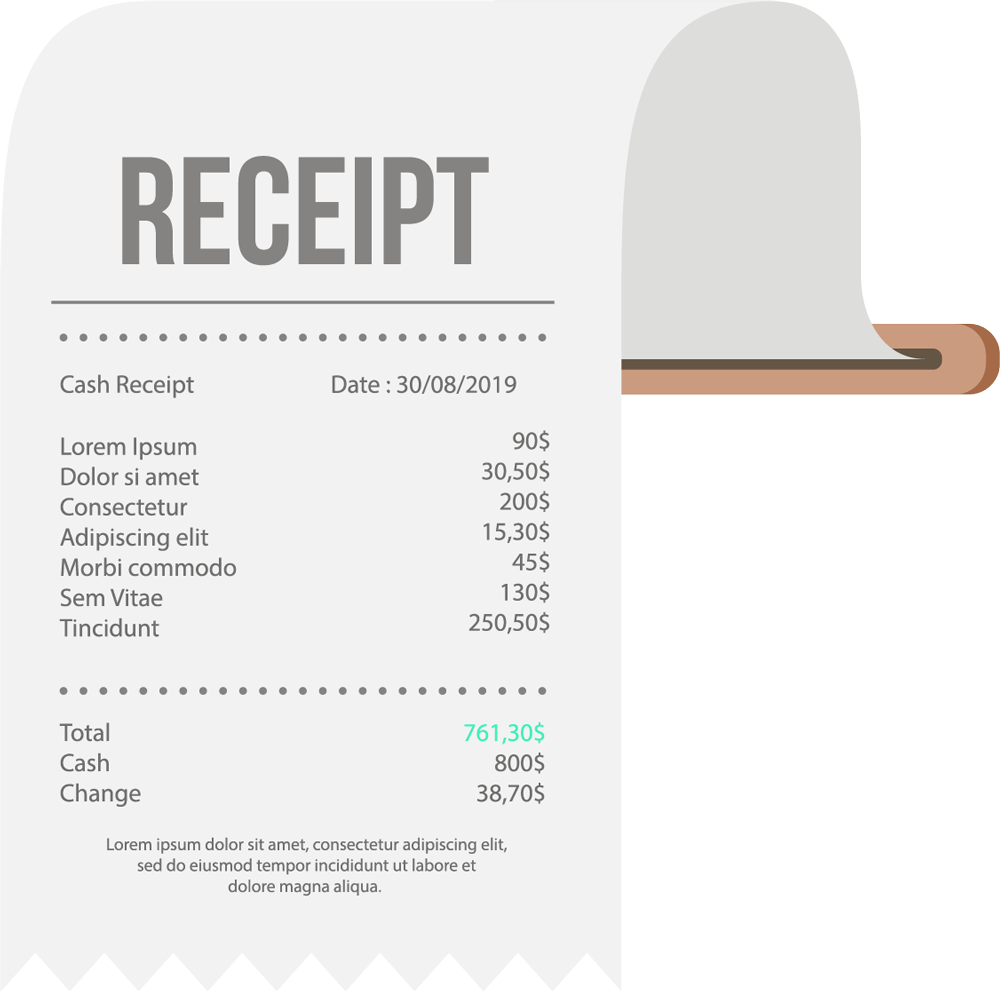 RECEIPT
Cash Receipt Date : 30/08/2019
Lorem Ipsum 90$
Dolor si amet 30,50$
Consectetur 200$
Adipiscing elit 15,30$
Morbi commodo 45$
Sem Vitae 130$
Tincidunt 250,50$
Total 761,30$
Cash 800$
Change 38,70$
Lorem ipsum dolor sit amet, consectetur adipiscing elit,
sed do eiusmod tempor incididunt ut labore et
dolore magna aliqua.